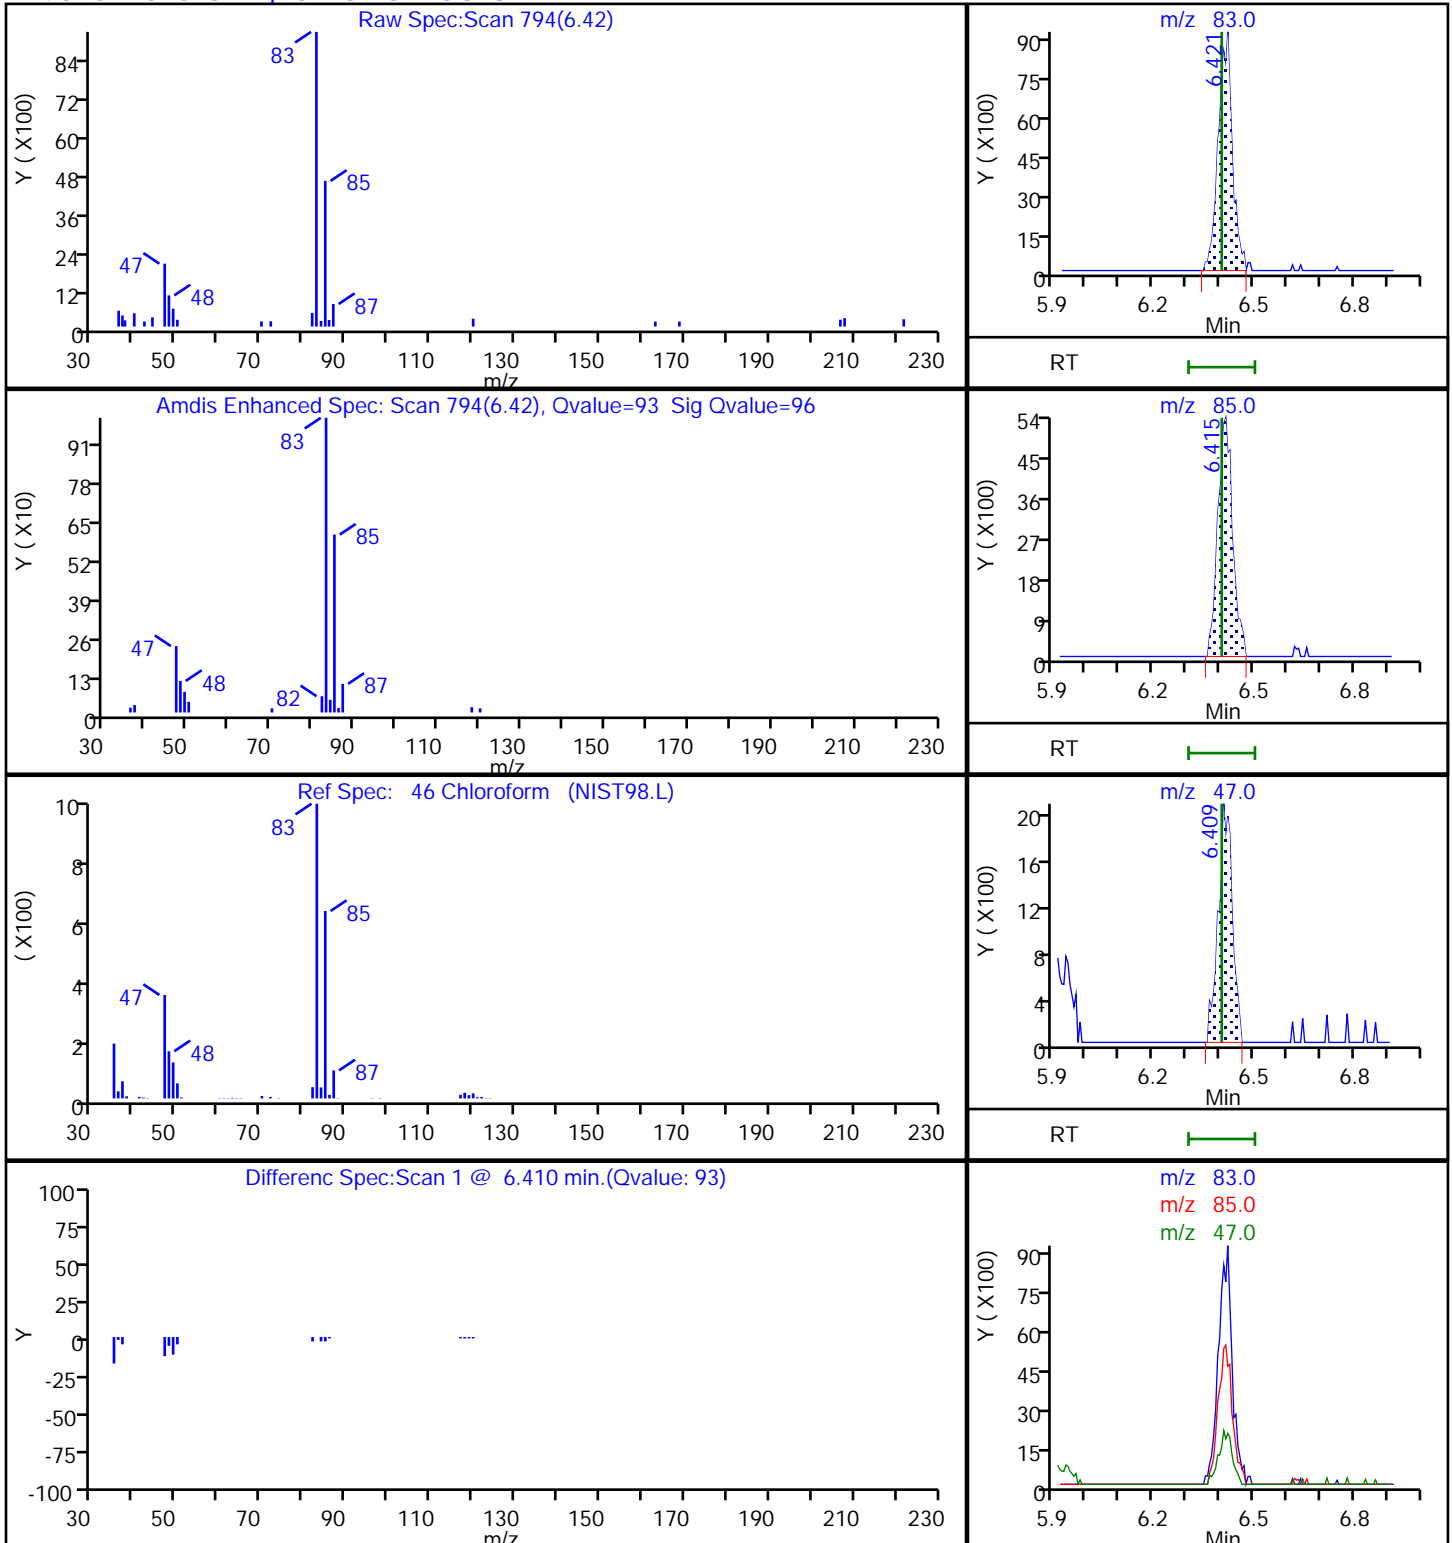 Raw Spec:Scan 794(6.42)
Y ( X100)
84
72
60
48
36
24
12
0
83
85
47
48
87
30 50 70 90 110 130 150 170 190 210 230
m/z
m/z 83.0
Y ( X100)
90
75
60
45
30
15
0
6.421
5.9 6.2 6.5 6.8
Min
RT
Amdis Enhanced Spec: Scan 794(6.42), Qvalue=93 Sig Qvalue=96
Y ( X10)
91
78
65
52
39
26
13
0
83
85
47
48
82
87
30 50 70 90 110 130 150 170 190 210 230
m/z
m/z 85.0
Y ( X100)
54
45
36
27
18
9
0
6.415
5.9 6.2 6.5 6.8
Min
RT
Ref Spec: 46 Chloroform (NIST98.L)
( X100)
10
8
6
4
2
0
83
85
47
48
87
30 50 70 90 110 130 150 170 190 210 230
m/z 47.0
Y ( X100)
20
16
12
8
4
0
6.409
5.9 6.2 6.5 6.8
Min
RT
Differenc Spec:Scan 1 @ 6.410 min.(Qvalue: 93)
Y
100
75
50
25
0
-25
-50
-75
-100
30 50 70 90 110 130 150 170 190 210 230
m/z
m/z 83.0
m/z 85.0
m/z 47.0
Y ( X100)
90
75
60
45
30
15
0
5.9 6.2 6.5 6.8
Min